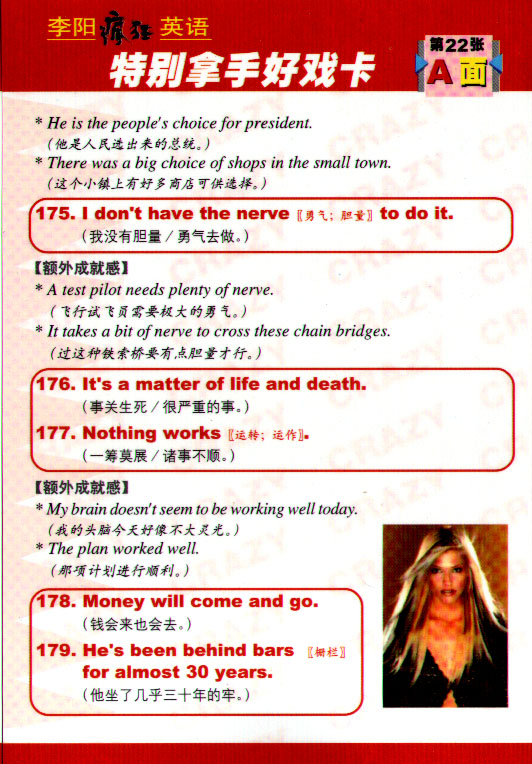 李阳疯狂英语
特别拿手好戏卡
第22张
A面
* He is the people's choice for president.
（他是人民选出来的总统。）
* There was a big choice of shops in the small town.
（这个小镇上有好多商店可供选择。）
175. I don't have the nerve〖勇气；胆量〗to do it.
（我没有胆量／勇气去做。）
【额外成就感】
* A test pilot needs plenty of nerve.
（飞行试飞员需要极大的勇气。）
* It takes a bit of nerve to cross these chain bridges.
（过这种铁索桥要有点胆量才行。）
176. It's a matter of life and death.
（事关生死／很严重的事。）
177. Nothing works〖运转；运作〗.
（一筹莫展／诸事不顺。）
【额外成就感】
* My brain doesn't seem to be working well today.
（我的头脑今天好像不大灵光。）
* The plan worked well.
（那项计划进行顺利。）
178. Money will come and go.
（钱会来也会去。）
179. He's been behind bars〖栅栏〗
for almost 30 years.
（他坐了几乎三十年的牢。）